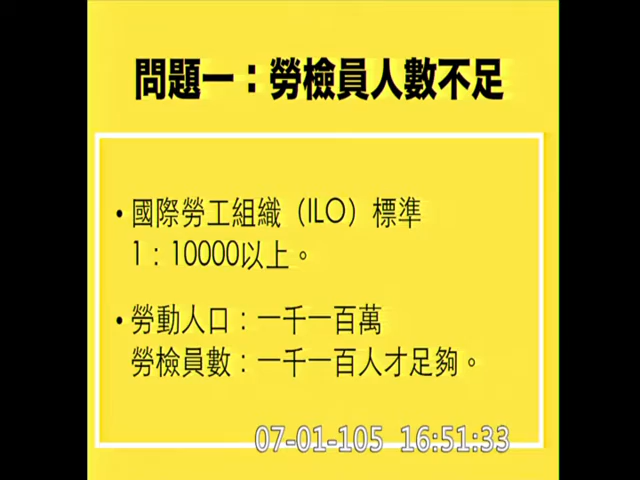 問題一：勞檢員人數不足
• 國際勞工組織（ILO）標準
1：10000以上。
• 勞動人口：一千一百萬
勞檢員數：一千一百人才足夠。
07-01-105 16:51:33